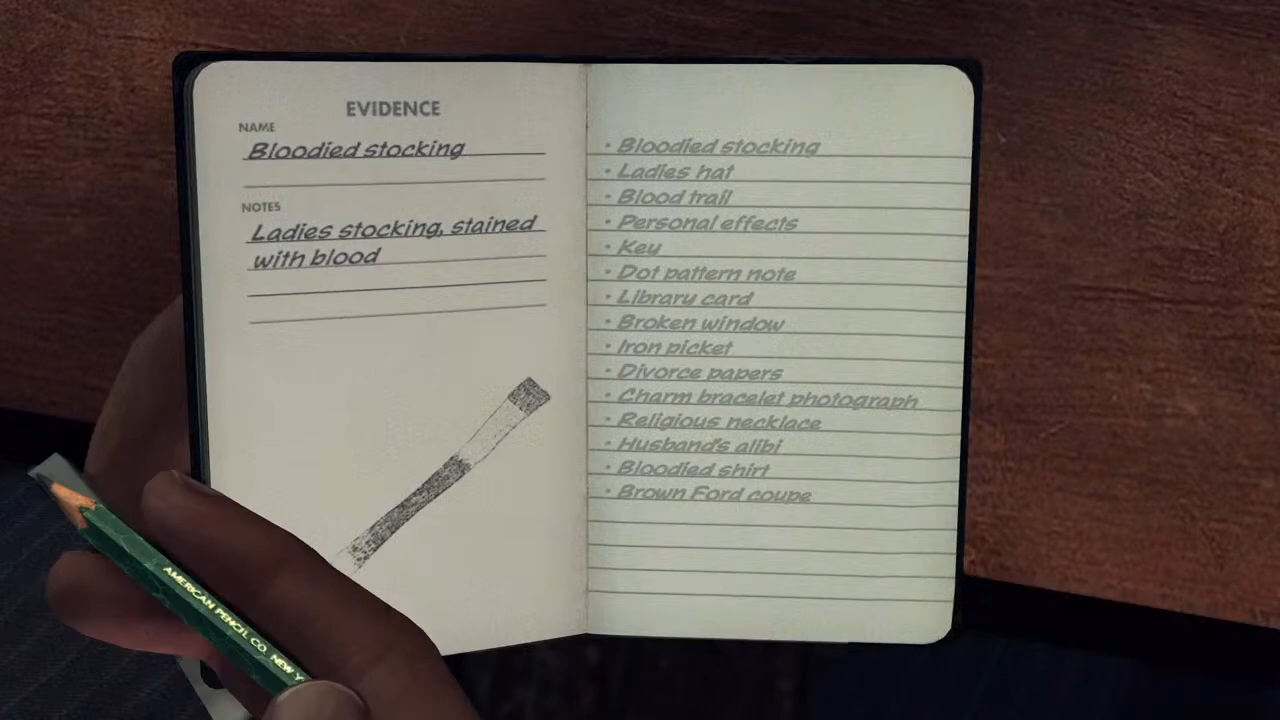 EVIDENCE
NAME
Bloodied stocking
NOTES
Ladies stocking, stained
with blood
• Bloodied stocking
• Ladies hat
• Blood trail
• Personal effects
• Key
• Dot pattern note
• Library card
• Broken window
• Iron picket
• Divorce papers
• Charm bracelet photograph
• Religious necklace
• Husband's alibi
• Bloodied shirt
• Brown Ford coupe
AMERICAN PENCIL CO. NEW Y